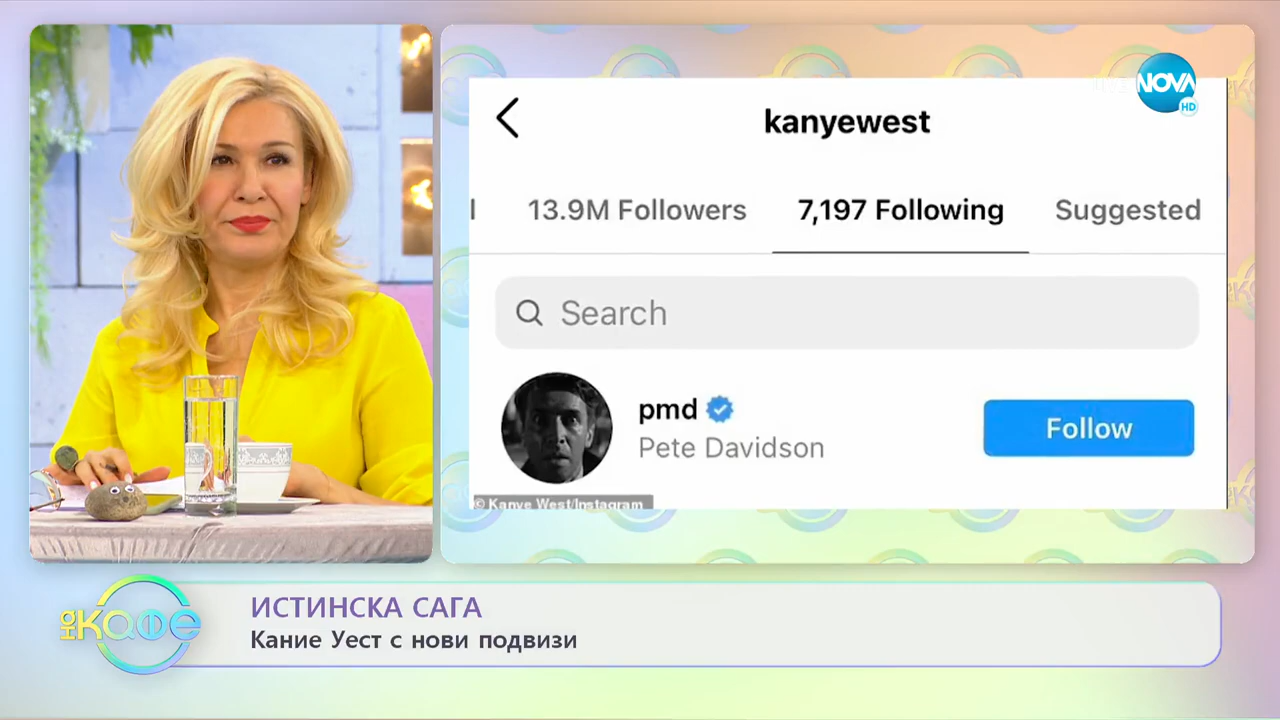 NOVA
HD
kanyewest
13.9M Followers
7,197 Following
Suggested
Search
pmd
Pete Davidson
Follow
© Kanye West/Instagram
на кафе
ИСТИНСКА САГА
Кание Уест с нови подвизи